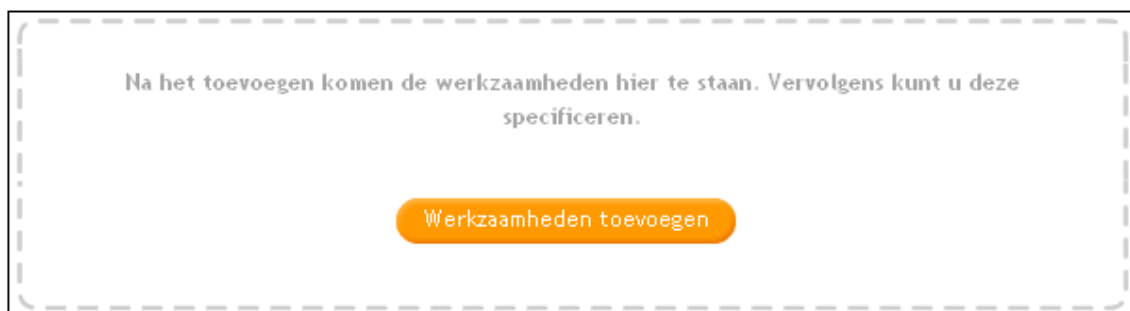 Na het toevoegen komen de werkzaamheden hier te staan. Vervolgens kunt u deze
specificeren.
Werkzaamheden toevoegen